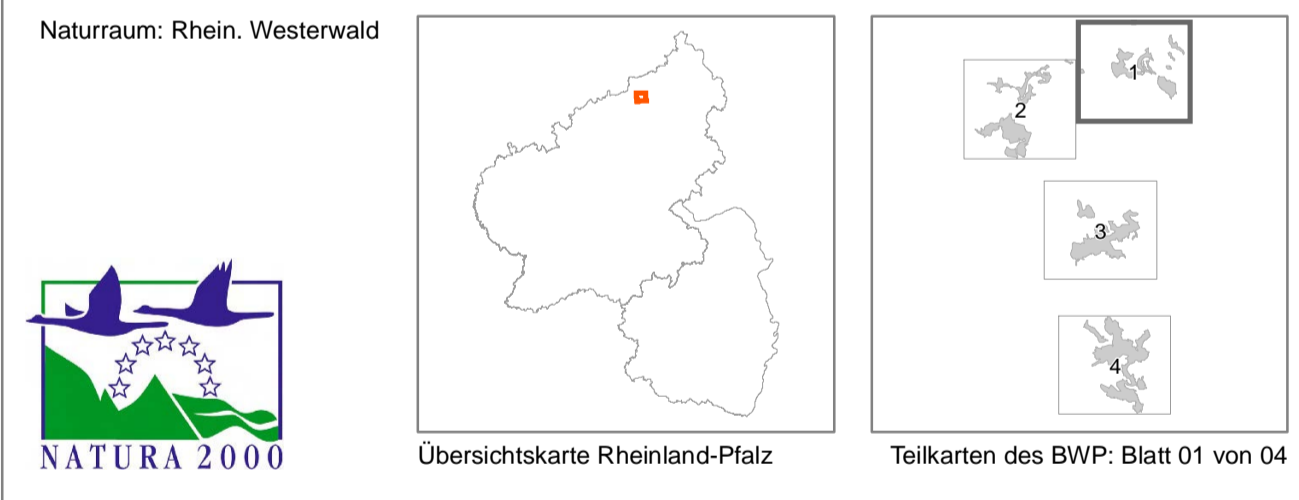 Naturraum: Rhein. Westerwald
1
2
3
4
NATURA 2000
Übersichtskarte Rheinland-Pfalz
Teilkarten des BWP: Blatt 01 von 04